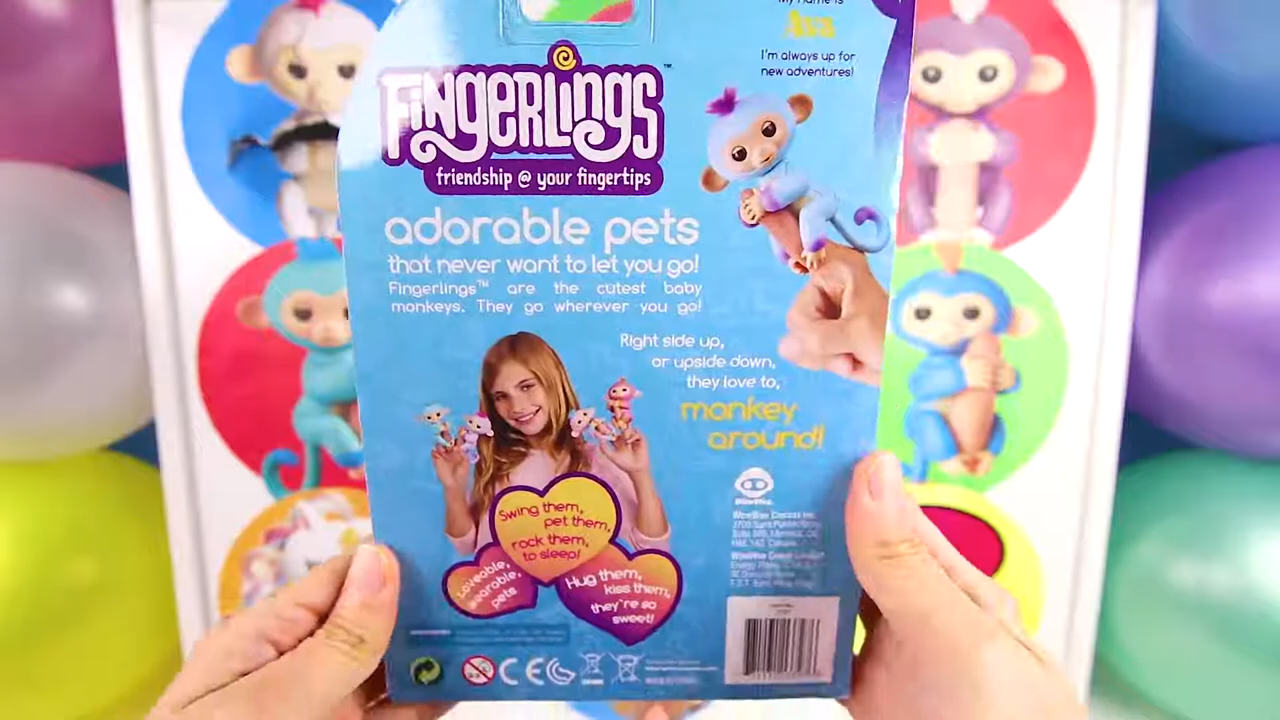 My name is
Ava
I'm always up for
new adventures!
FiNGERLiNGS™
friendship @ your fingertips
adorable pets
that never want to let you go!
Fingerlings™ are the cutest baby
monkeys. They go wherever you go!
Right side up,
or upside down,
they love to,
monkey
around!
Swing them,
pet them,
rock them,
to sleep!
Loveable,
wearable,
pets
Hug them,
kiss them,
they're so
sweet!
WowWee
CE